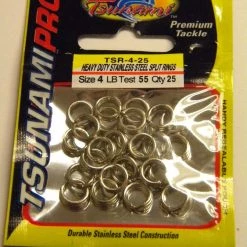 Tsunami
Premium
Tackle
TSUNAMI PRO
TSR-4-25
HEAVY DUTY STAINLESS STEEL SPLIT RINGS
Size 4 LB Test 55 Qty 25
Durable Stainless Steel Construction